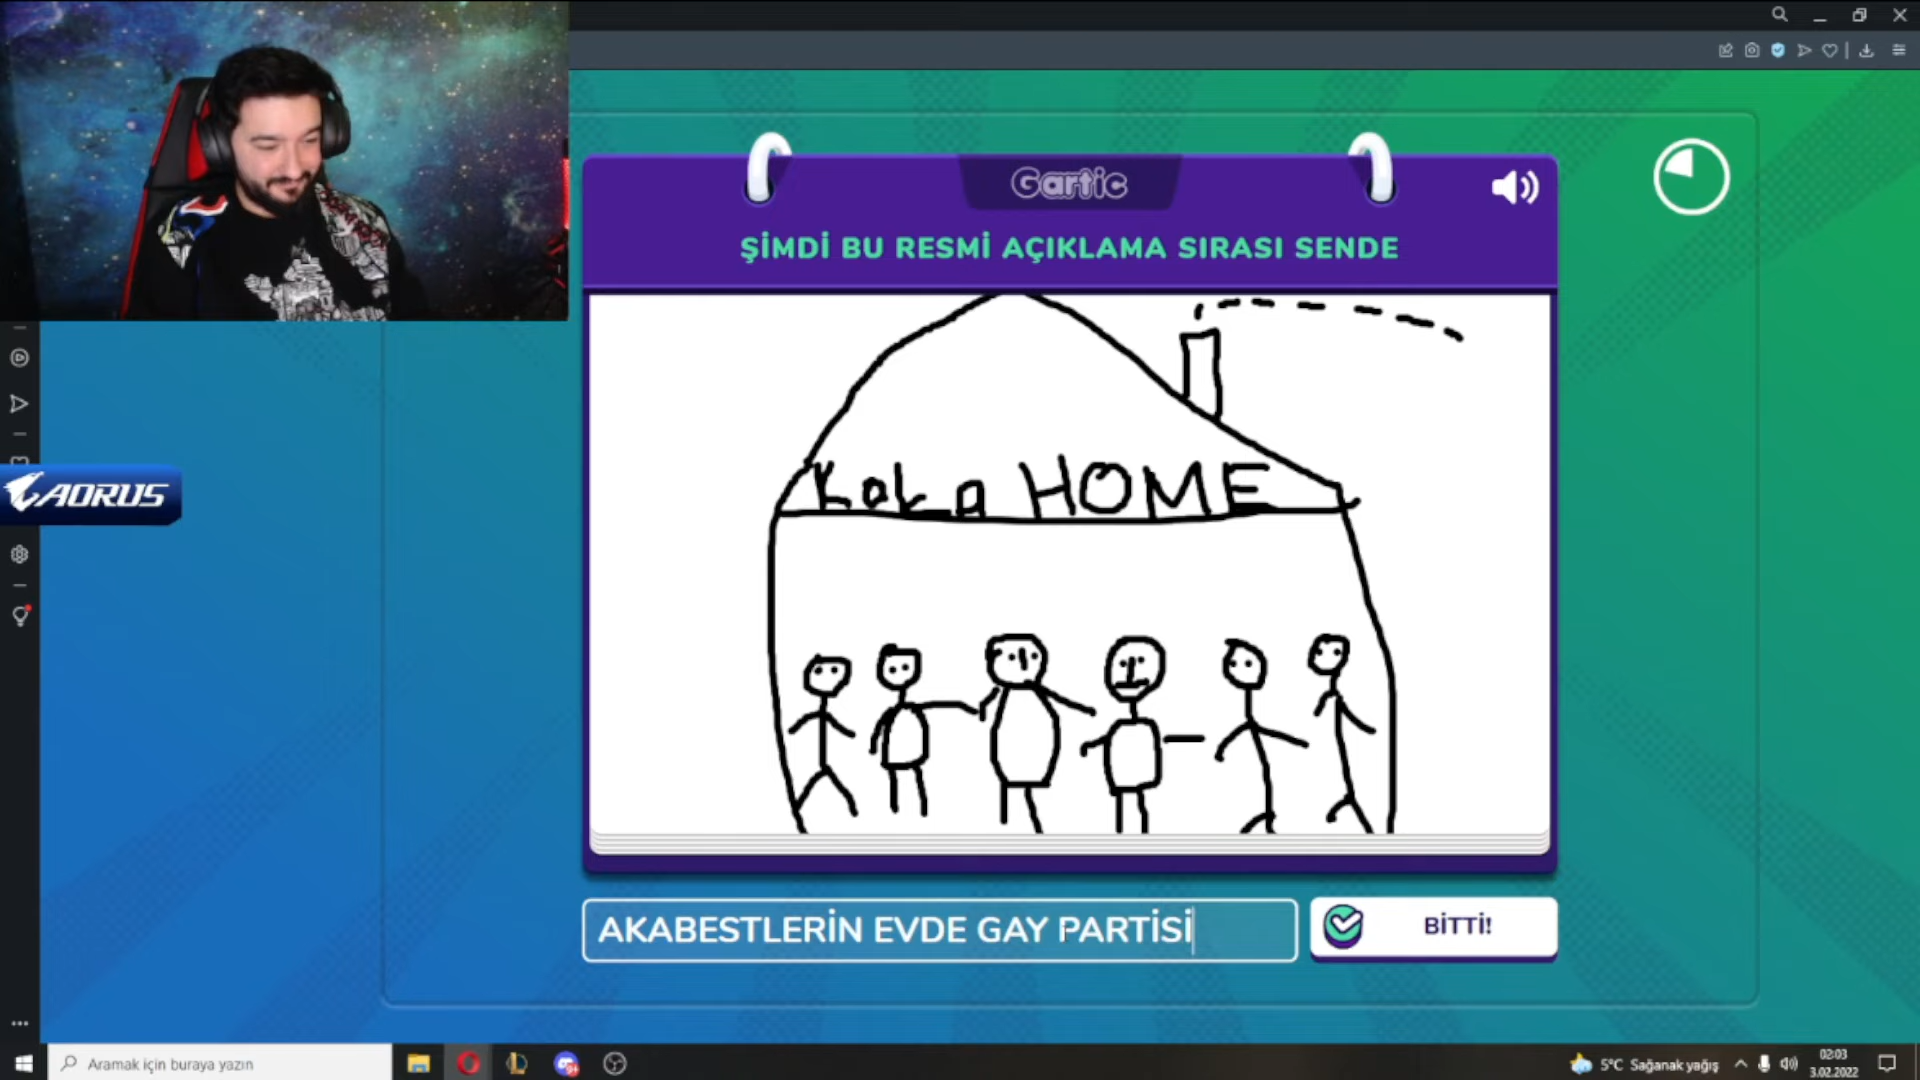 Gartic
ŞİMDİ BU RESMİ AÇIKLAMA SIRASI SENDE
KoLa HOME
AORUS
AKABESTLERİN EVDE GAY PARTİSİ
BİTTİ!
Aramak için buraya yazın
5°C Sağanak yağış
02:03
3.02.2022